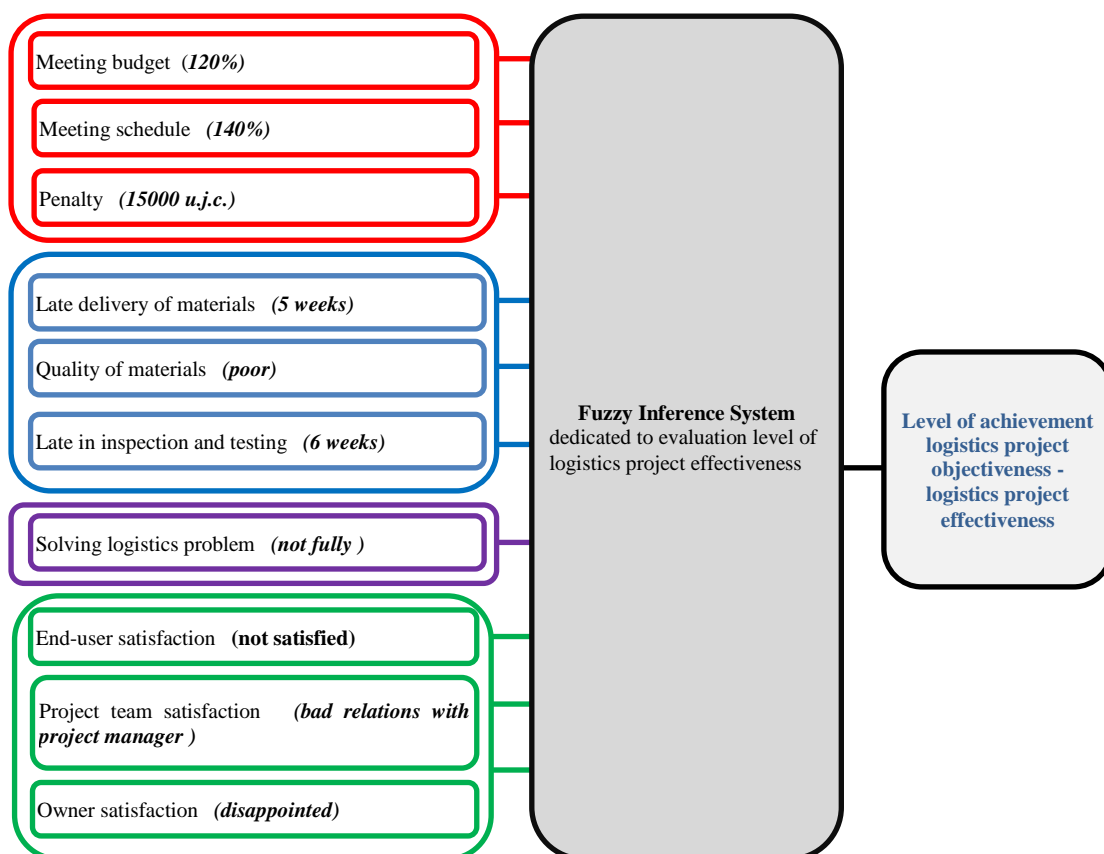 Meeting budget (120%)
Meeting schedule (140%)
Penalty (15000 u.j.c.)
Late delivery of materials (5 weeks)
Quality of materials (poor)
Late in inspection and testing (6 weeks)
Solving logistics problem (not fully )
End-user satisfaction (not satisfied)
Project team satisfaction (bad relations with
project manager )
Owner satisfaction (disappointed)
Fuzzy Inference System
dedicated to evaluation level of
logistics project effectiveness
Level of achievement
logistics project
objectiveness -
logistics project
effectiveness